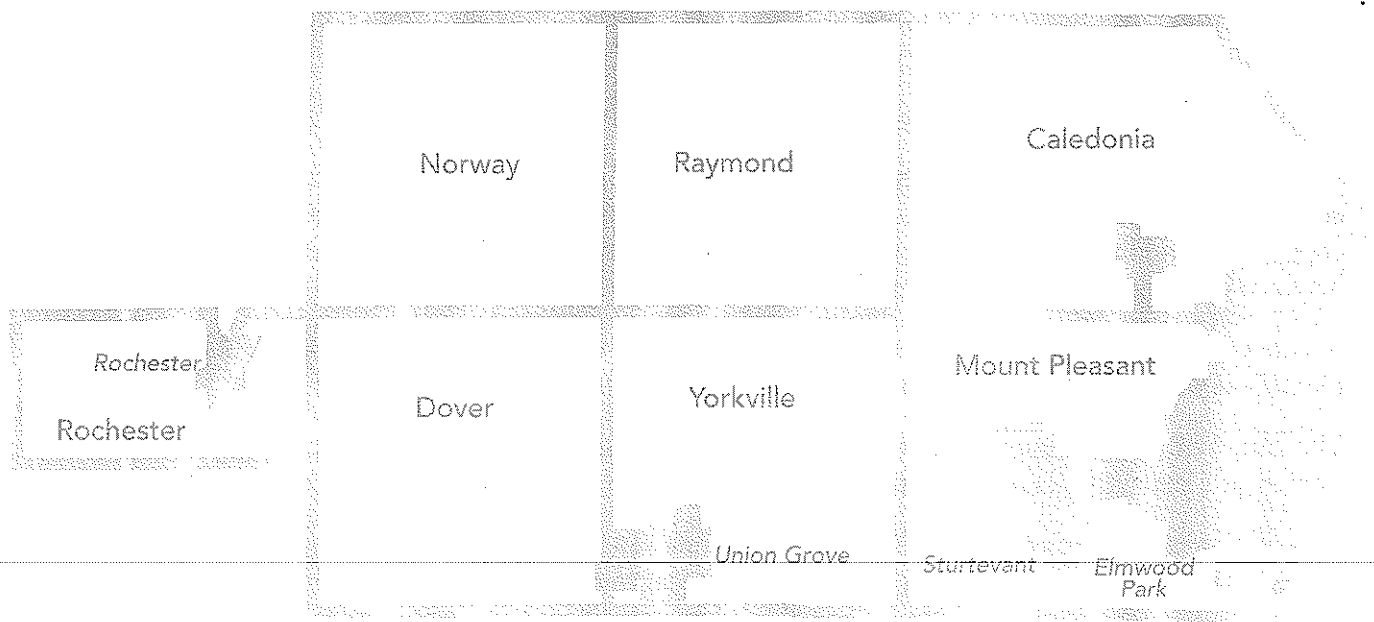 Caledonia
Norway
Raymond
Rochester
Mount Pleasant
Yorkville
Dover
Rochester
Union Grove
Sturtevant
Elmwood
Park